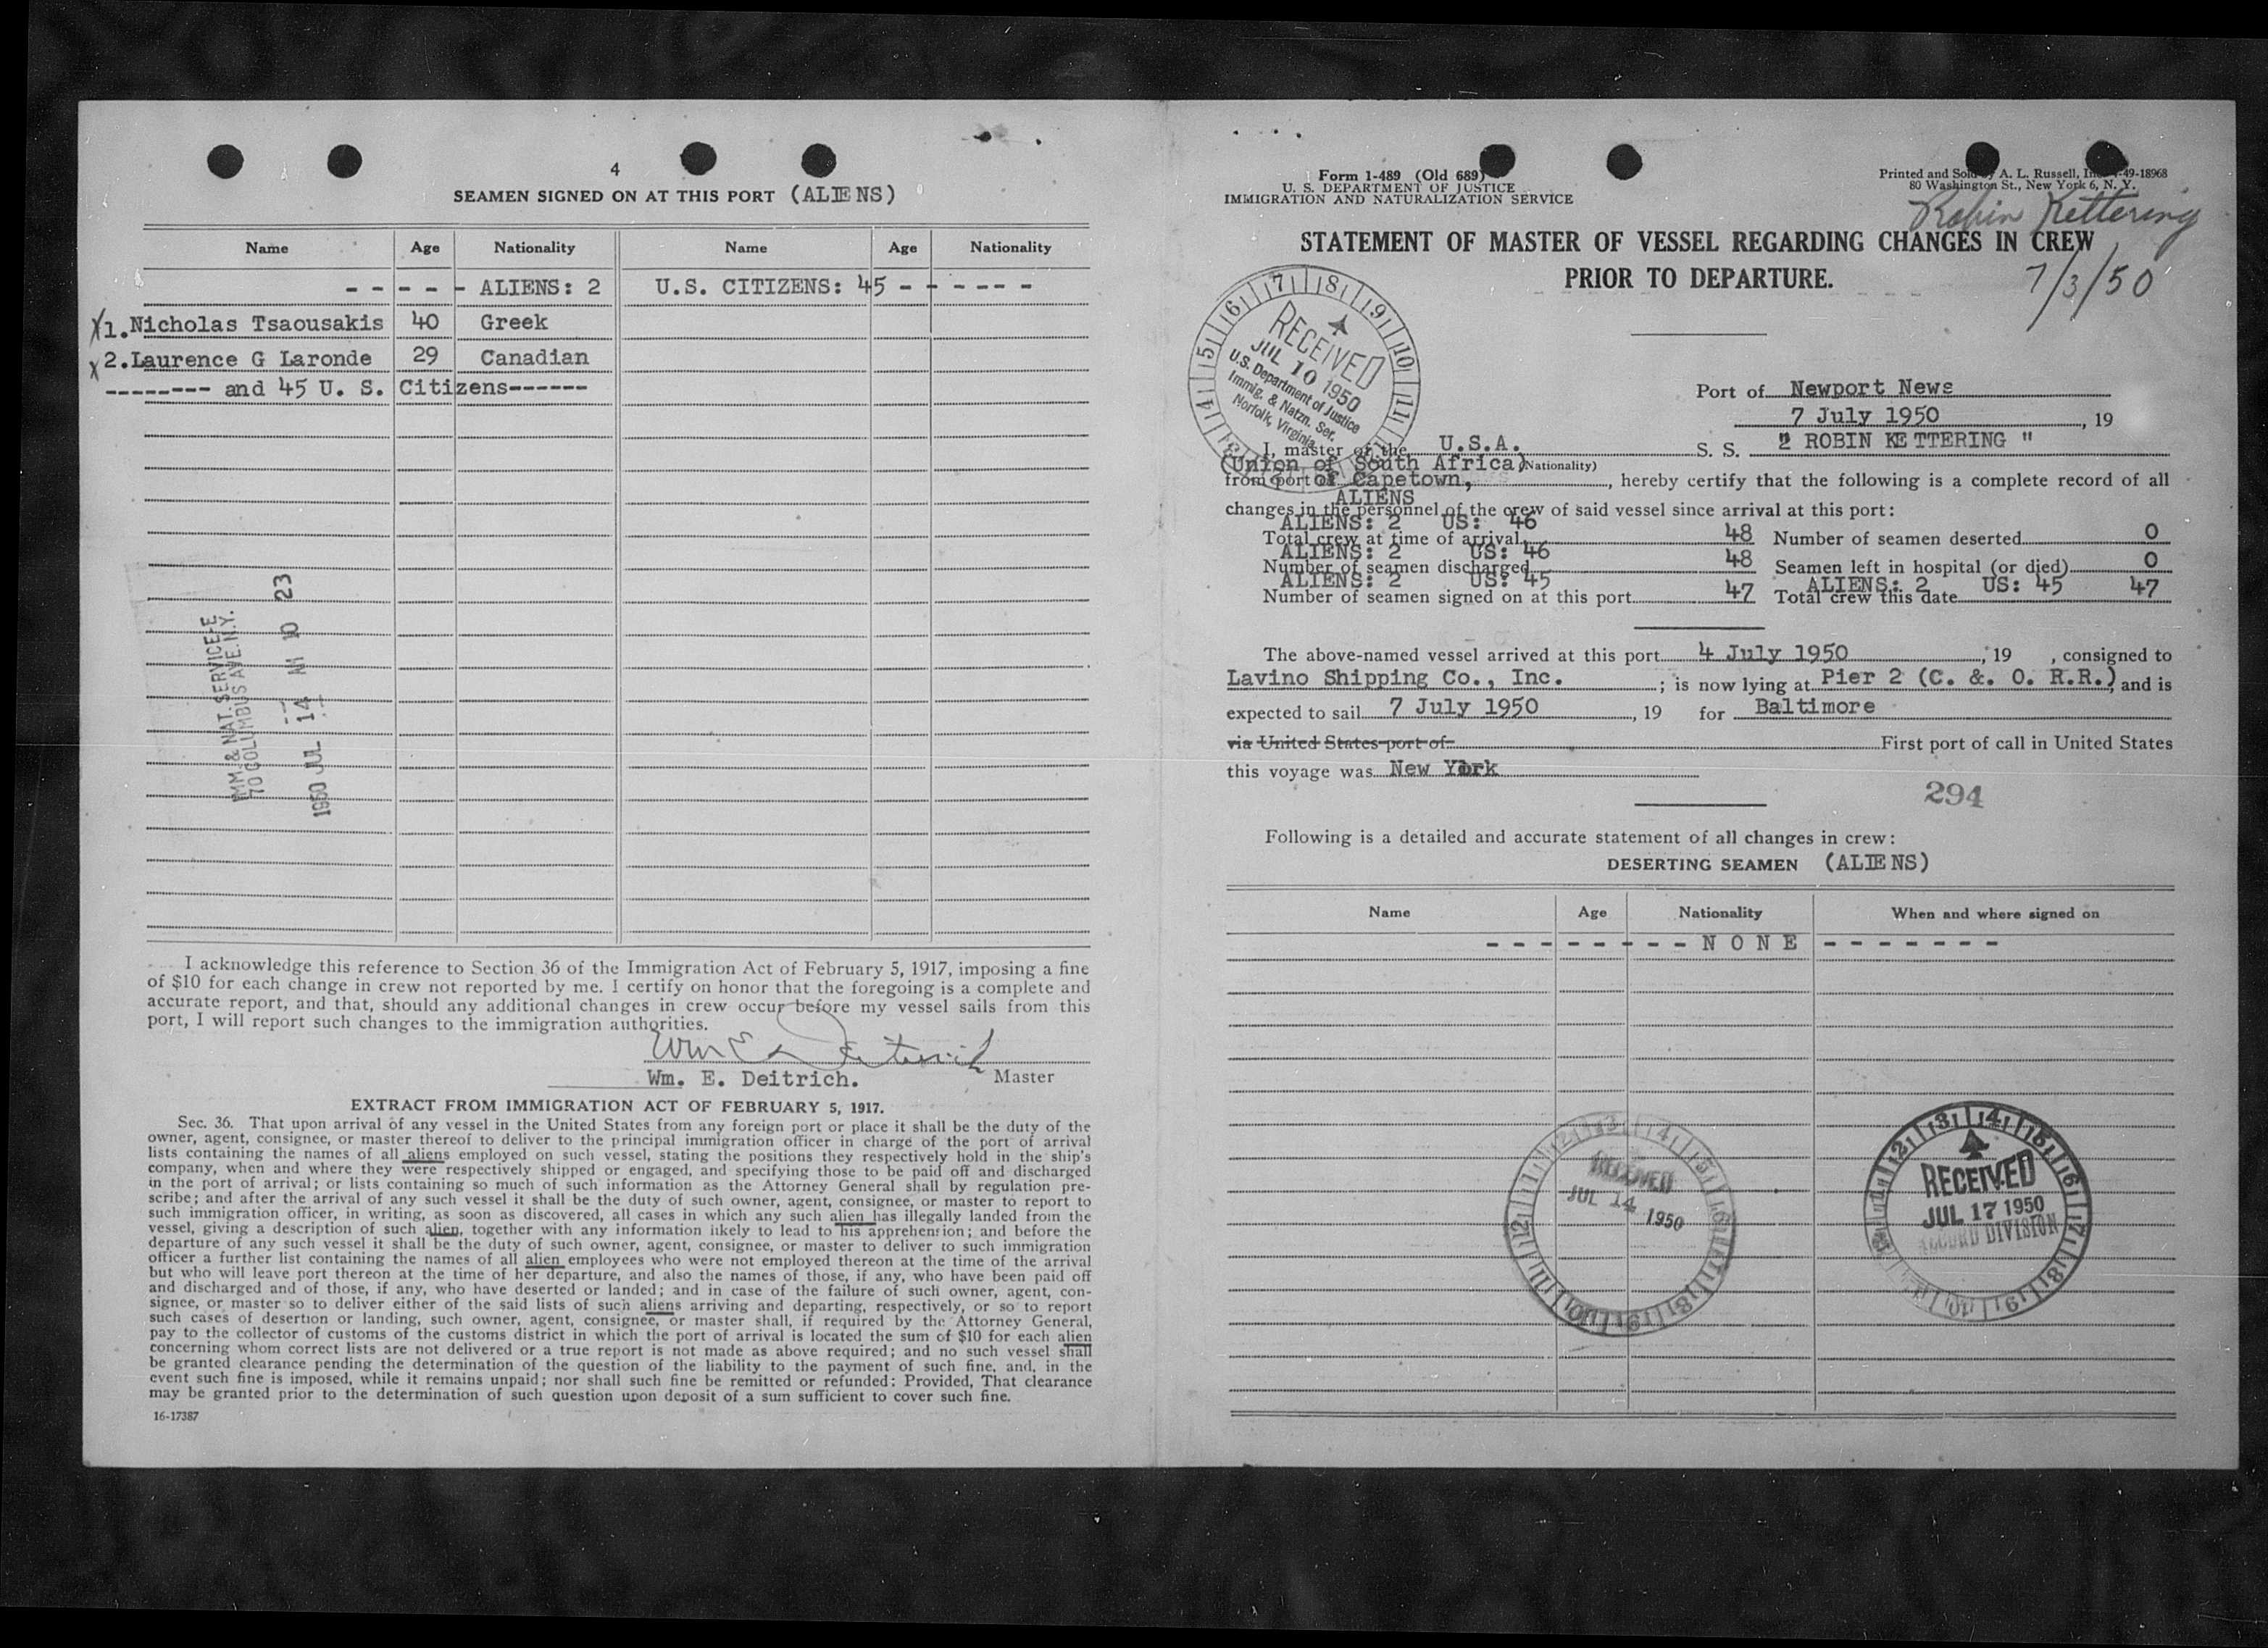 4
SEAMEN SIGNED ON AT THIS PORT (ALIENS)
Name Age Nationality Name Age Nationality
- - - - - ALIENS: 2 U.S. CITIZENS: 45 - - - - - -
X 1. Nicholas Tsaousakis 40 Greek
X 2. Laurence G Laronde 29 Canadian
-------- and 45 U. S. Citizens------
IMM & NAT. SERVICE-E
70 COLUMBUS AVE. N.Y.
1950 JUL 14 AM 10 23
I acknowledge this reference to Section 36 of the Immigration Act of February 5, 1917, imposing a fine
of $10 for each change in crew not reported by me. I certify on honor that the foregoing is a complete and
accurate report, and that, should any additional changes in crew occur before my vessel sails from this
port, I will report such changes to the immigration authorities.
Wm E Deitrich
Wm. E. Deitrich. Master
EXTRACT FROM IMMIGRATION ACT OF FEBRUARY 5, 1917.
Sec. 36. That upon arrival of any vessel in the United States from any foreign port or place it shall be the duty of the
owner, agent, consignee, or master thereof to deliver to the principal immigration officer in charge of the port of arrival
lists containing the names of all aliens employed on such vessel, stating the positions they respectively hold in the ship's
company, when and where they were respectively shipped or engaged, and specifying those to be paid off and discharged
in the port of arrival; or lists containing so much of such information as the Attorney General shall by regulation pre-
scribe; and after the arrival of any such vessel it shall be the duty of such owner, agent, consignee, or master to report to
such immigration officer, in writing, as soon as discovered, all cases in which any such alien has illegally landed from the
vessel, giving a description of such alien, together with any information likely to lead to his apprehension; and before the
departure of any such vessel it shall be the duty of such owner, agent, consignee, or master to deliver to such immigration
officer a further list containing the names of all alien employees who were not employed thereon at the time of the arrival
but who will leave port thereon at the time of her departure, and also the names of those, if any, who have been paid off
and discharged and of those, if any, who have deserted or landed; and in case of the failure of such owner, agent, con-
signee, or master so to deliver either of the said lists of such aliens arriving and departing, respectively, or so to report
such cases of desertion or landing, such owner, agent, consignee, or master shall, if required by the Attorney General,
pay to the collector of customs of the customs district in which the port of arrival is located the sum of $10 for each alien
concerning whom correct lists are not delivered or a true report is not made as above required; and no such vessel shall
be granted clearance pending the determination of the question of the liability to the payment of such fine, and, in the
event such fine is imposed, while it remains unpaid; nor shall such fine be remitted or refunded: Provided, That clearance
may be granted prior to the determination of such question upon deposit of a sum sufficient to cover such fine.
16-17387
Form 1-489 (Old 689)
U. S. DEPARTMENT OF JUSTICE
IMMIGRATION AND NATURALIZATION SERVICE
Printed and Sold by A. L. Russell, 49-18968
80 Washington St., New York 6, N. Y.
Robin Kettering
7/3/50
STATEMENT OF MASTER OF VESSEL REGARDING CHANGES IN CREW
PRIOR TO DEPARTURE.
RECEIVED
JUL 10 1950
U.S. Department of Justice
Immig. & Natzn. Ser.
Norfolk, Virginia
Port of Newport News
7 July 1950, 19
I, master of the U.S.A. S. S. " ROBIN KETTERING "
(Union of South Africa) (Nationality)
from port of Capetown, hereby certify that the following is a complete record of all
ALIENS
changes in the personnel of the crew of said vessel since arrival at this port:
ALIENS: 2 US: 46
Total crew at time of arrival 48 Number of seamen deserted 0
ALIENS: 2 US: 46
Number of seamen discharged 48 Seamen left in hospital (or died) 0
ALIENS: 2 US: 45 ALIENS: 2 US: 45
Number of seamen signed on at this port 47 Total crew this date 47
The above-named vessel arrived at this port 4 July 1950, 19 , consigned to
Lavino Shipping Co., Inc. ; is now lying at Pier 2 (C. &. O. R.R.) and is
expected to sail 7 July 1950, 19 for Baltimore
via United States port of First port of call in United States
this voyage was New York
294
Following is a detailed and accurate statement of all changes in crew:
DESERTING SEAMEN (ALIENS)
Name Age Nationality When and where signed on
- - - - - - - - - N O N E - - - - - - -
RECEIVED
JUL 14 1950
RECEIVED
JUL 17 1950
RECORD DIVISION